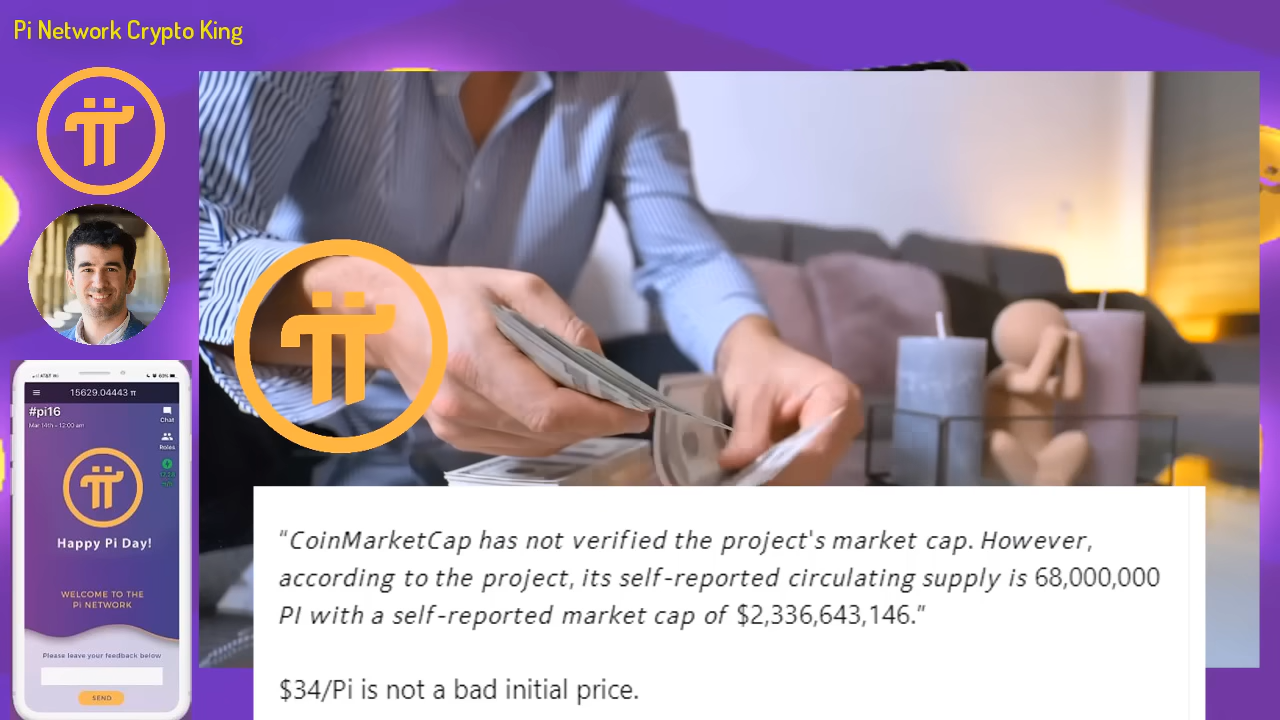 Pi Network Crypto King
15629.04443 π
#pi16
Mar 14th - 12:00 am
Chat
Roles
Happy Pi Day!
WELCOME TO THE
Pi NETWORK
Please leave your feedback below
SEND
"CoinMarketCap has not verified the project's market cap. However,
according to the project, its self-reported circulating supply is 68,000,000
PI with a self-reported market cap of $2,336,643,146."
$34/Pi is not a bad initial price.